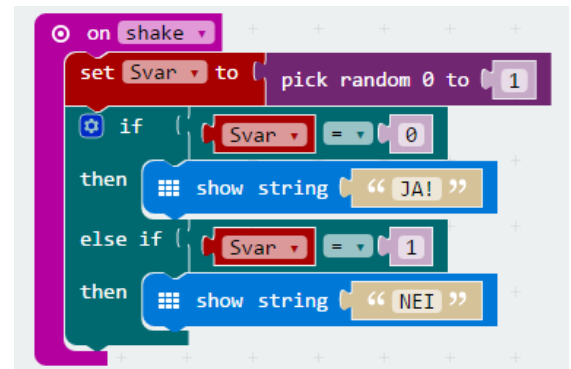 on shake
set Svar to pick random 0 to 1
if Svar = 0
then show string “ JA! ”
else if Svar = 1
then show string “ NEI ”